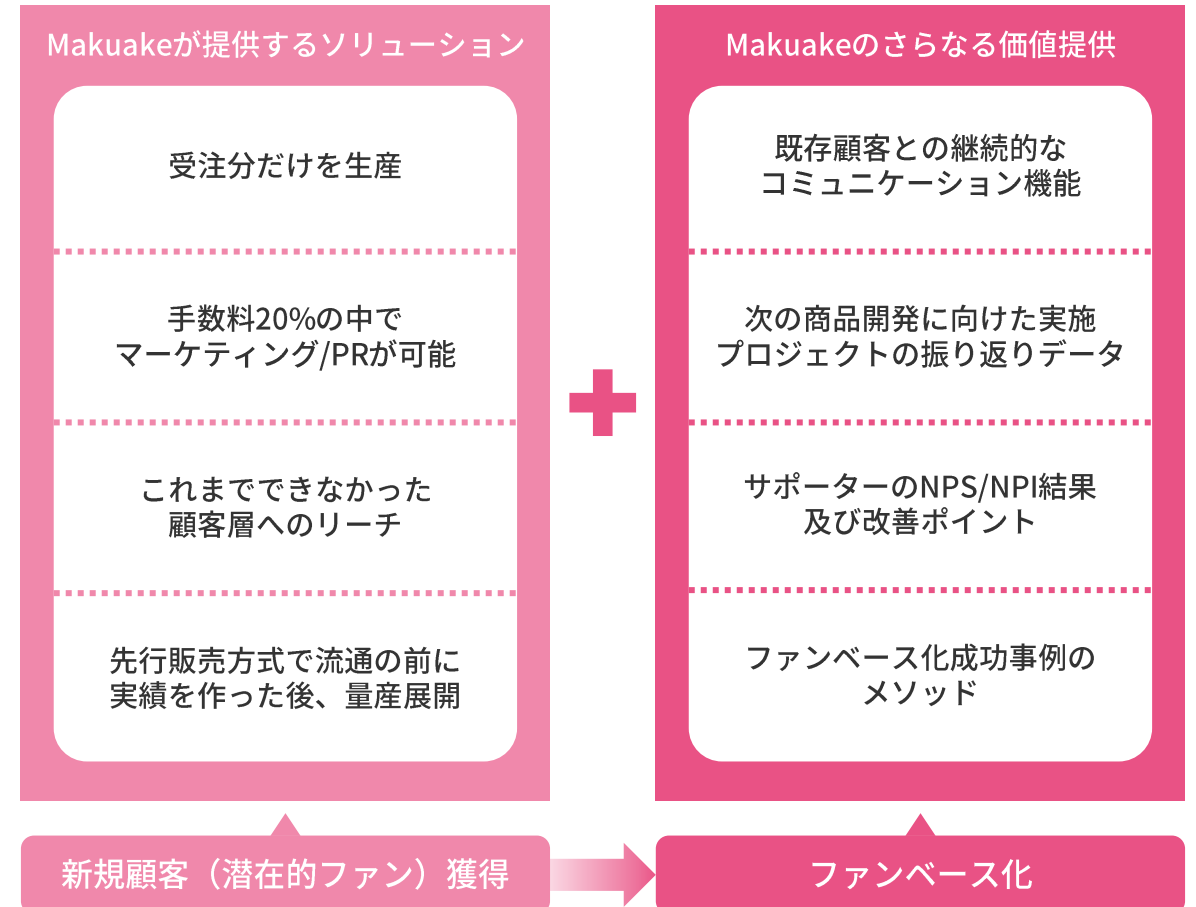 Makuakeが提供するソリューション
受注分だけを生産
手数料20%の中で
マーケティング/PRが可能
これまでできなかった
顧客層へのリーチ
先行販売方式で流通の前に
実績を作った後、量産展開
新規顧客（潜在的ファン）獲得
Makuakeのさらなる価値提供
既存顧客との継続的な
コミュニケーション機能
次の商品開発に向けた実施
プロジェクトの振り返りデータ
サポーターのNPS/NPI結果
及び改善ポイント
ファンベース化成功事例の
メソッド
ファンベース化